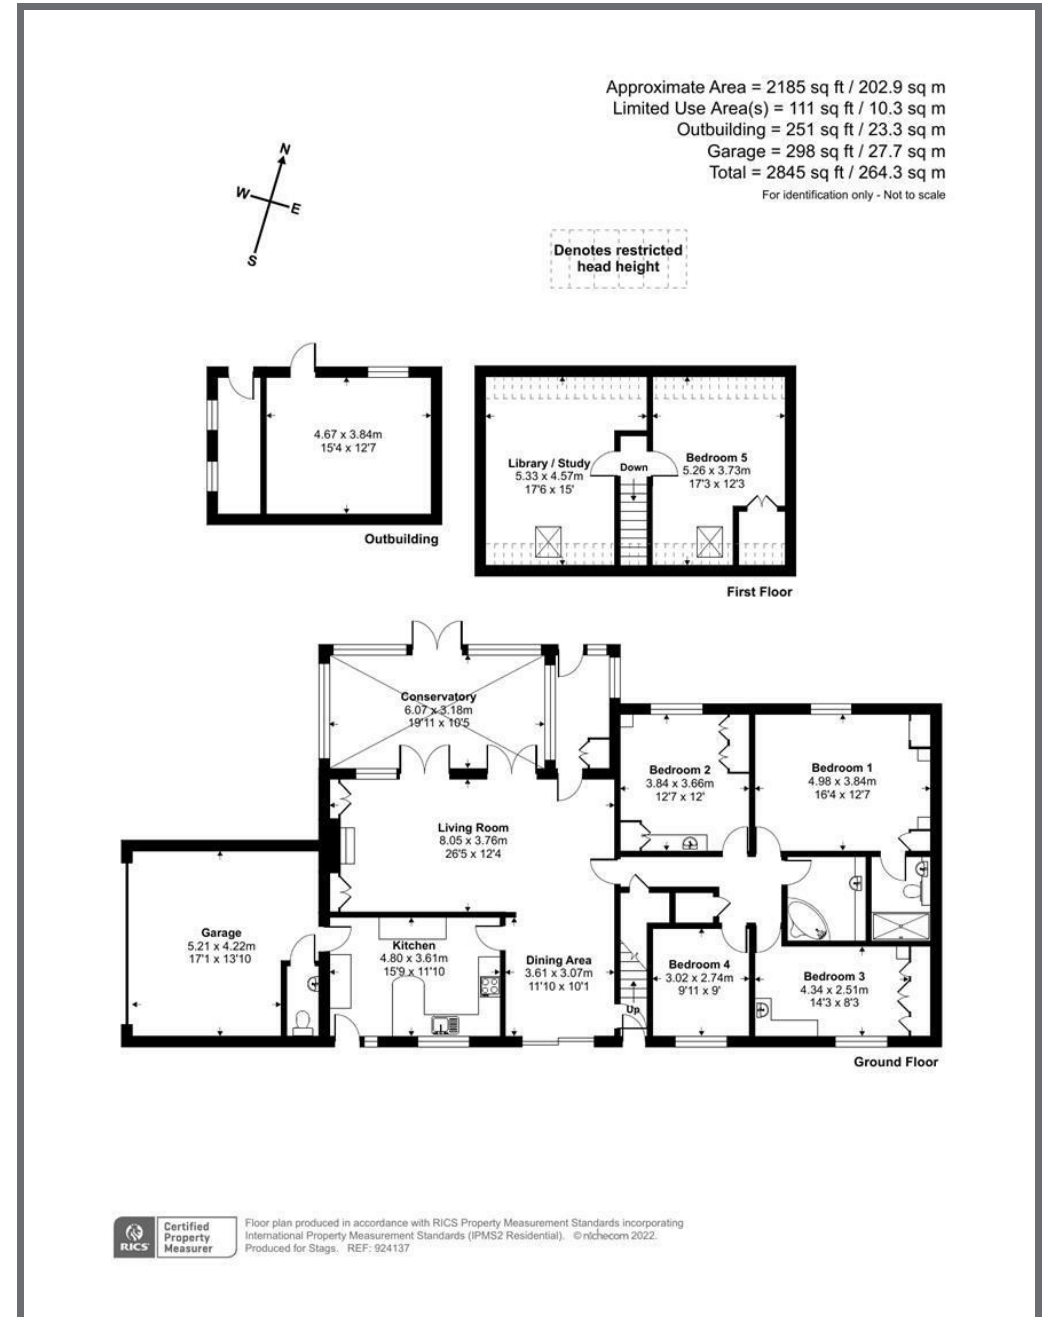 Approximate Area = 2185 sq ft / 202.9 sq m
Limited Use Area(s) = 111 sq ft / 10.3 sq m
Outbuilding = 251 sq ft / 23.3 sq m
Garage = 298 sq ft / 27.7 sq m
Total = 2845 sq ft / 264.3 sq m
For identification only - Not to scale
N
W
E
S
Denotes restricted
head height
4.67 x 3.84m
15'4 x 12'7
Outbuilding
Library / Study
5.33 x 4.57m
17'6 x 15'
Down
Bedroom 5
5.26 x 3.73m
17'3 x 12'3
First Floor
Conservatory
6.07 x 3.18m
19'11 x 10'5
Bedroom 2
3.84 x 3.66m
12'7 x 12'
Bedroom 1
4.98 x 3.84m
16'4 x 12'7
Living Room
8.05 x 3.76m
26'5 x 12'4
Garage
5.21 x 4.22m
17'1 x 13'10
Kitchen
4.80 x 3.61m
15'9 x 11'10
Dining Area
3.61 x 3.07m
11'10 x 10'1
Up
Bedroom 4
3.02 x 2.74m
9'11 x 9'
Bedroom 3
4.34 x 2.51m
14'3 x 8'3
Ground Floor
RICS
Certified
Property
Measurer
Floor plan produced in accordance with RICS Property Measurement Standards incorporating
International Property Measurement Standards (IPMS2 Residential). © nichecom 2022.
Produced for Stags. REF: 924137